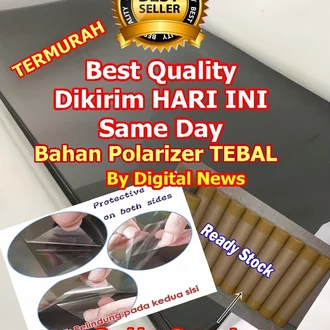 BEST
SELLER
TERMURAH
Best Quality
Dikirim HARI INI
Same Day
Bahan Polarizer TEBAL
By Digital News
Protective
on both sides
Ready Stock
Pelindung pada kedua sisi